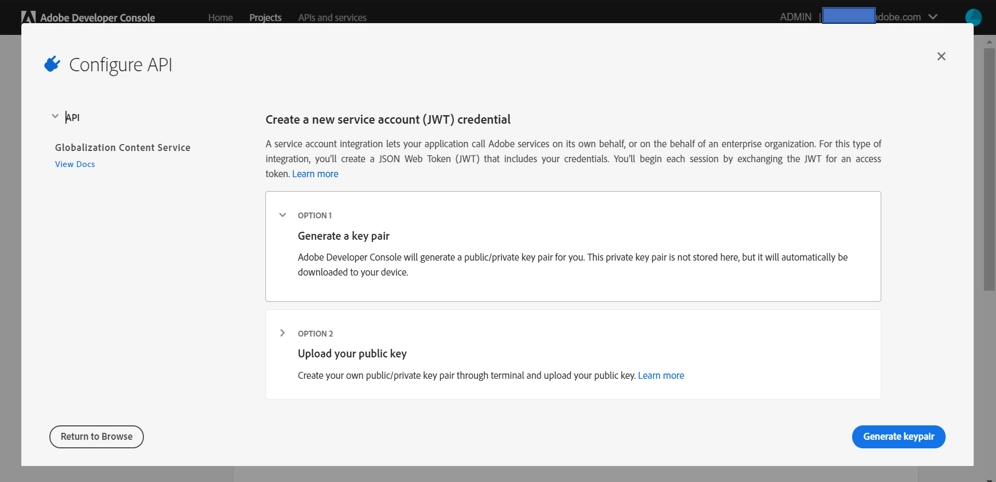 Adobe Developer Console
Home Projects APIs and services
ADMIN | dobe.com
Configure API
API
Globalization Content Service
View Docs
Create a new service account (JWT) credential
A service account integration lets your application call Adobe services on its own behalf, or on the behalf of an enterprise organization. For this type of
integration, you'll create a JSON Web Token (JWT) that includes your credentials. You'll begin each session by exchanging the JWT for an access
token. Learn more
OPTION 1
Generate a key pair
Adobe Developer Console will generate a public/private key pair for you. This private key pair is not stored here, but it will automatically be
downloaded to your device.
OPTION 2
Upload your public key
Create your own public/private key pair through terminal and upload your public key. Learn more
Return to Browse
Generate keypair